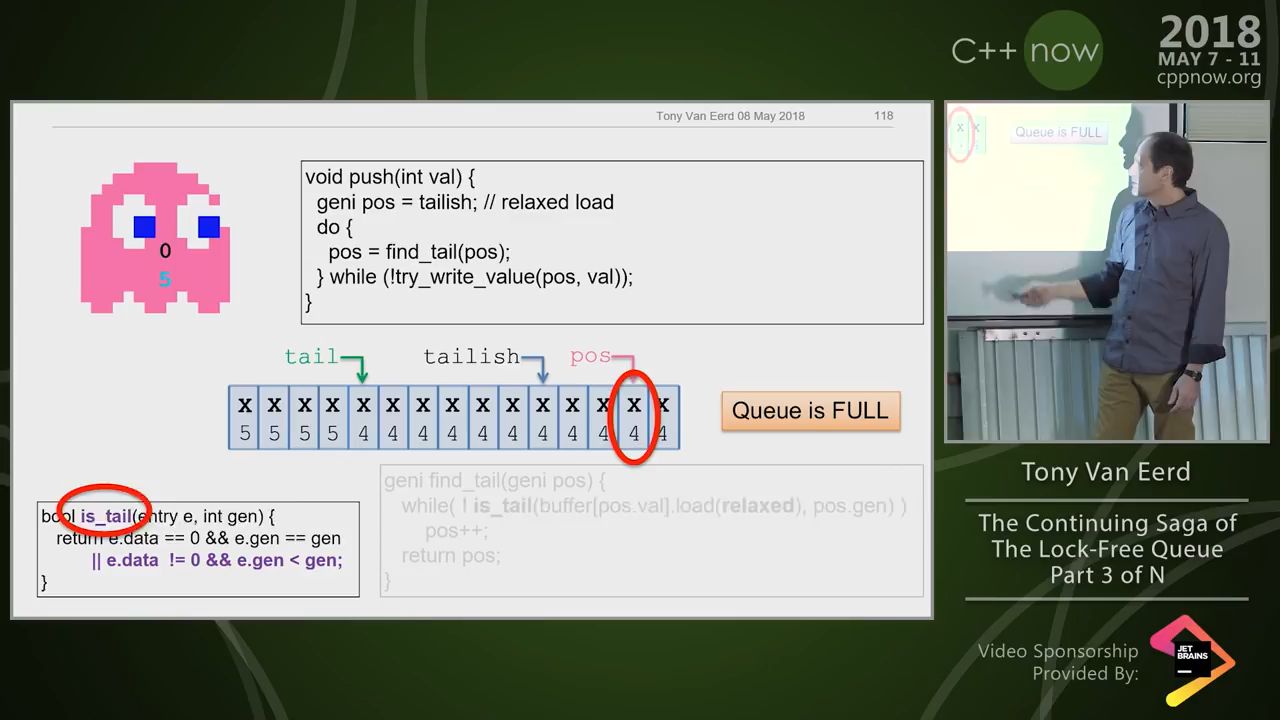 C++ now
2018
MAY 7 - 11
cppnow.org
Tony Van Eerd 08 May 2018
118
void push(int val) {
geni pos = tailish; // relaxed load
do {
pos = find_tail(pos);
} while (!try_write_value(pos, val));
}
0
5
tail
tailish
pos
x x x x x x x x x x x x x x x
5 5 5 5 4 4 4 4 4 4 4 4 4 4 4
Queue is FULL
bool is_tail(entry e, int gen) {
return e.data == 0 && e.gen == gen
|| e.data != 0 && e.gen < gen;
}
geni find_tail(geni pos) {
while( ! is_tail(buffer[pos.val].load(relaxed), pos.gen) )
pos++;
return pos;
}
x x
Queue is FULL
Tony Van Eerd
The Continuing Saga of
The Lock-Free Queue
Part 3 of N
Video Sponsorship
Provided By:
JET
BRAINS